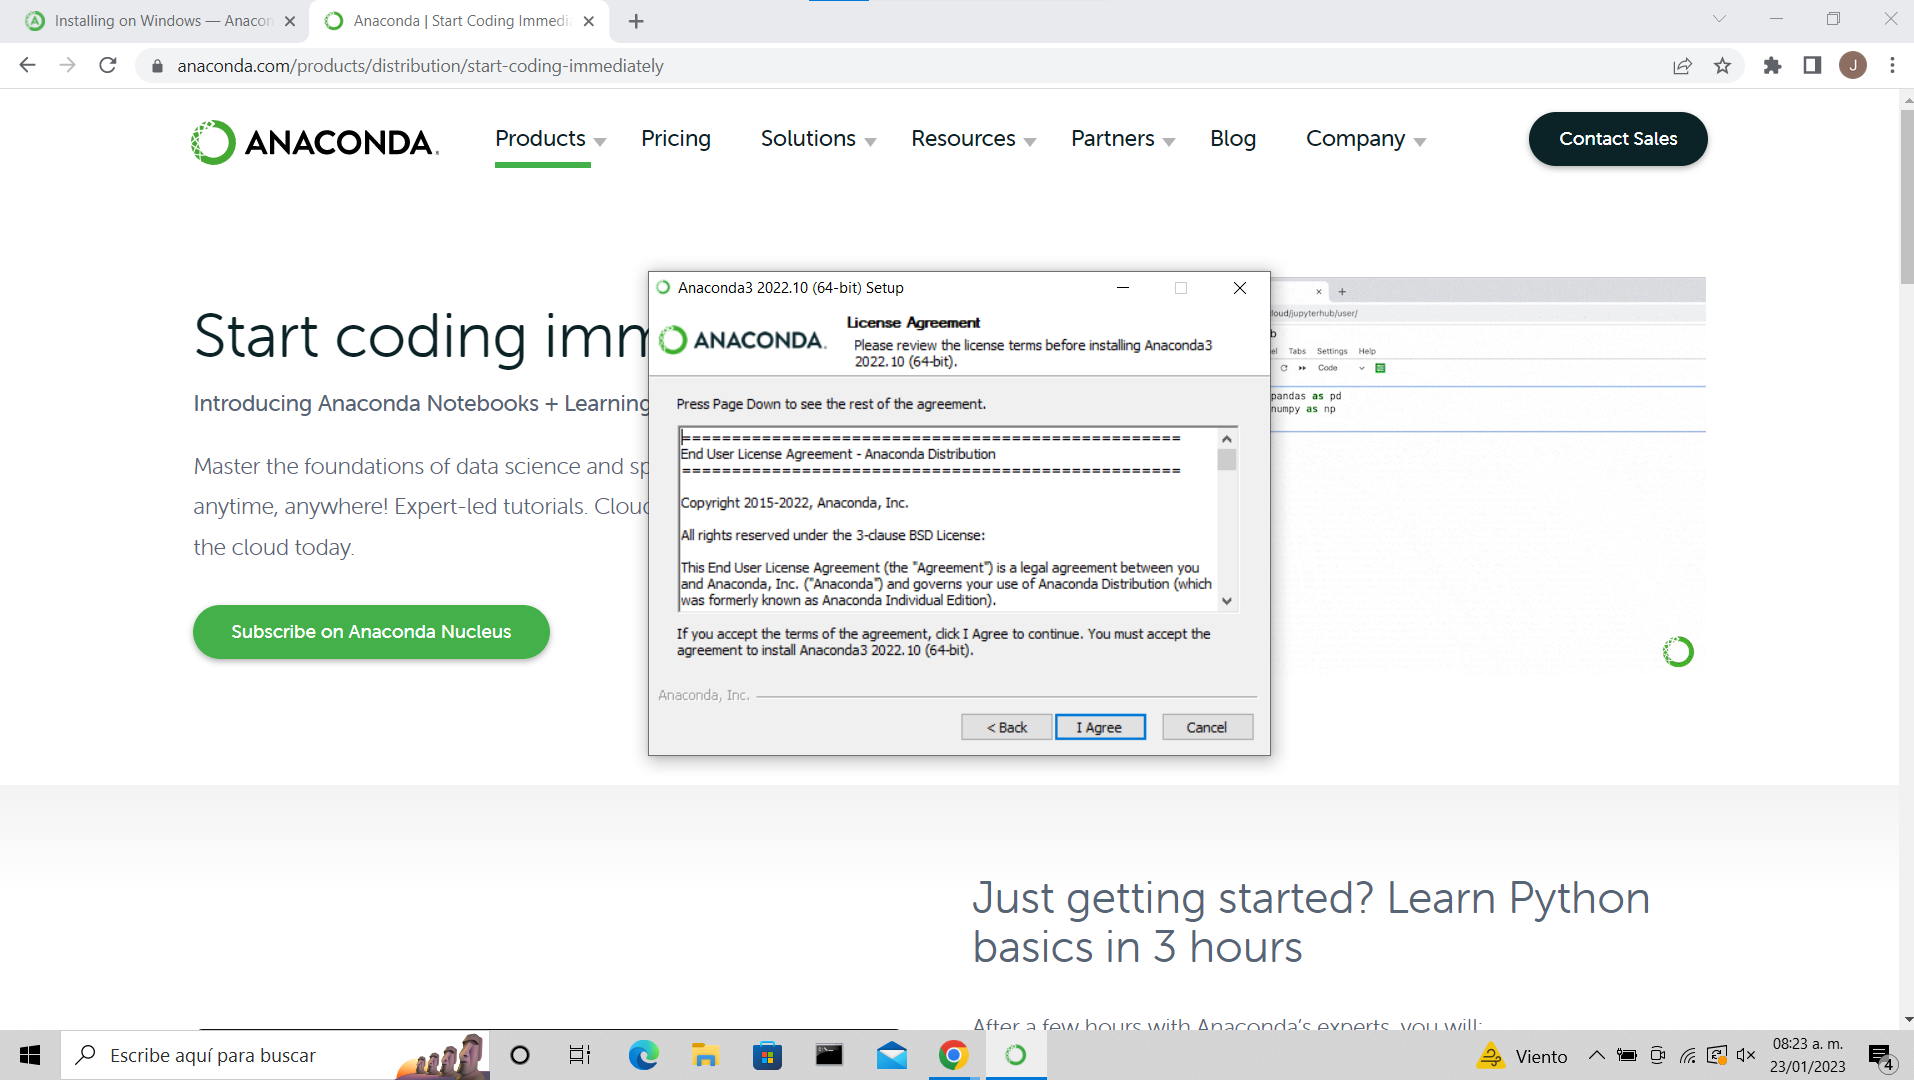 Installing on Windows — Anacon
Anaconda | Start Coding Immedi
anaconda.com/products/distribution/start-coding-immediately
J
ANACONDA.
Products
Pricing
Solutions
Resources
Partners
Blog
Company
Contact Sales
Start coding imm
Introducing Anaconda Notebooks + Learning
Master the foundations of data science and sp
anytime, anywhere! Expert-led tutorials. Cloud
the cloud today.
Subscribe on Anaconda Nucleus
Anaconda3 2022.10 (64-bit) Setup
ANACONDA.
License Agreement
Please review the license terms before installing Anaconda3
2022.10 (64-bit).
Press Page Down to see the rest of the agreement.
==================================================
End User License Agreement - Anaconda Distribution
==================================================
Copyright 2015-2022, Anaconda, Inc.
All rights reserved under the 3-clause BSD License:
This End User License Agreement (the "Agreement") is a legal agreement between you
and Anaconda, Inc. ("Anaconda") and governs your use of Anaconda Distribution (which
was formerly known as Anaconda Individual Edition).
If you accept the terms of the agreement, click I Agree to continue. You must accept the
agreement to install Anaconda3 2022.10 (64-bit).
Anaconda, Inc.
< Back
I Agree
Cancel
loud/jupyterhub/user/
b
el Tabs Settings Help
Code
pandas as pd
numpy as np
Just getting started? Learn Python
basics in 3 hours
After a few hours with Anaconda's experts, you will:
Escribe aquí para buscar
Viento
08:23 a. m.
23/01/2023
4